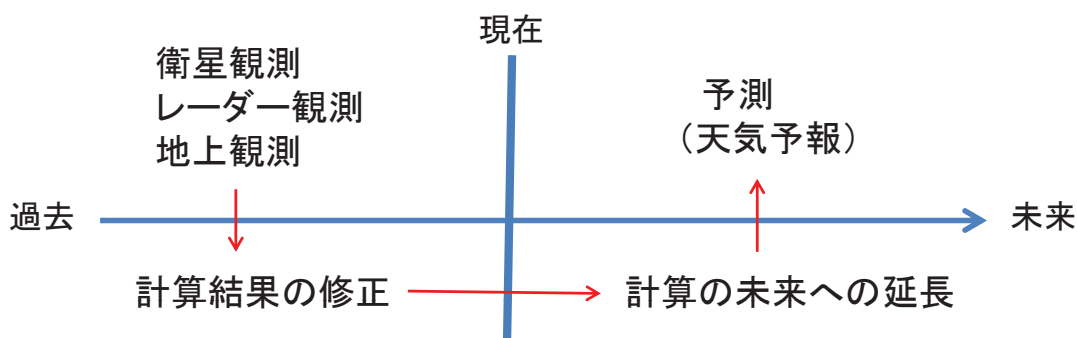 現在
衛星観測
レーダー観測
地上観測
予測
（天気予報）
過去
未来
計算結果の修正
計算の未来への延長